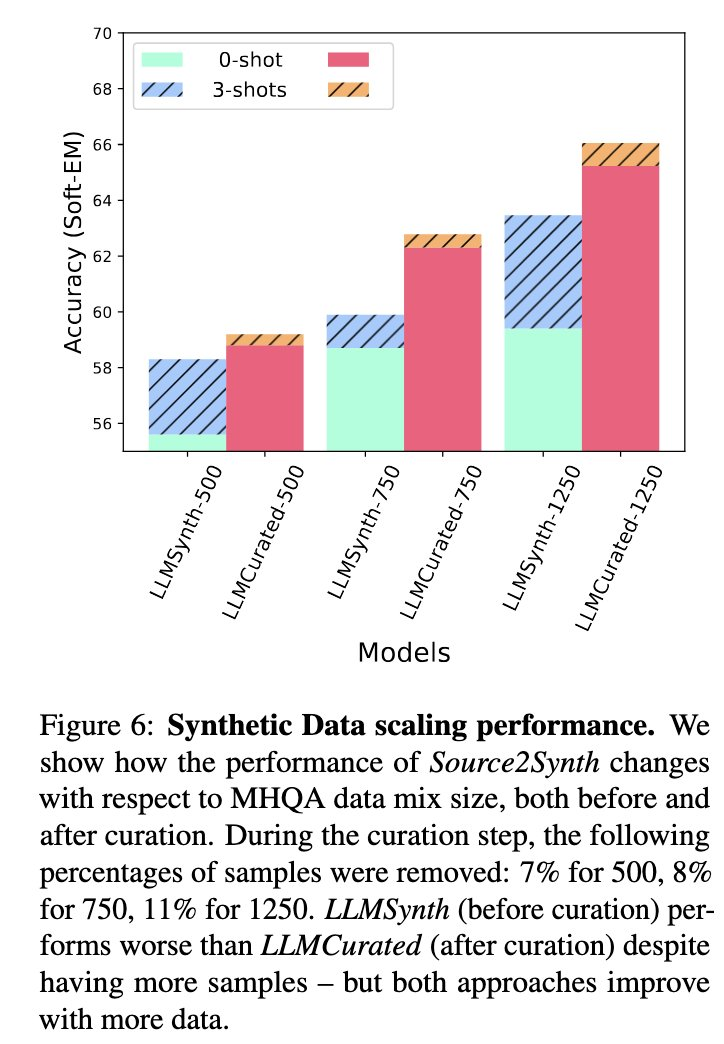 70
68
66
64
62
60
58
56
Accuracy (Soft-EM)
0-shot
3-shots
LLMSynth-500
LLMCurated-500
LLMSynth-750
LLMCurated-750
LLMSynth-1250
LLMCurated-1250
Models
Figure 6: Synthetic Data scaling performance. We
show how the performance of Source2Synth changes
with respect to MHQA data mix size, both before and
after curation. During the curation step, the following
percentages of samples were removed: 7% for 500, 8%
for 750, 11% for 1250. LLMSynth (before curation) per-
forms worse than LLMCurated (after curation) despite
having more samples – but both approaches improve
with more data.